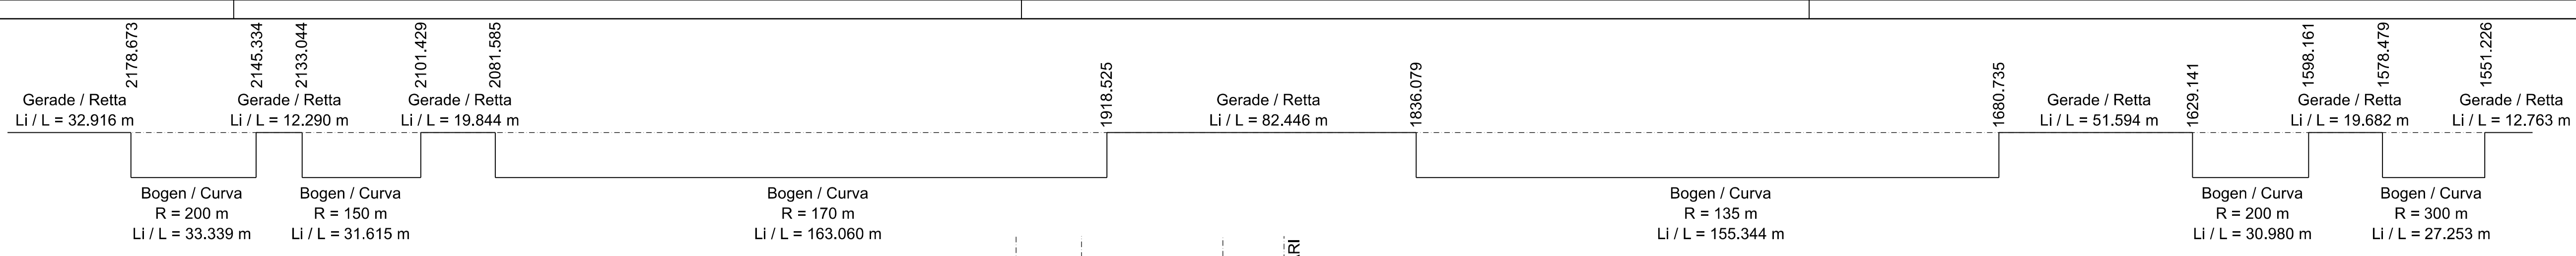 2178.673
2145.334
2133.044
2101.429
2081.585
1918.525
1836.079
1680.735
1629.141
1598.161
1578.479
1551.226
Gerade / Retta
Li / L = 32.916 m
Gerade / Retta
Li / L = 12.290 m
Gerade / Retta
Li / L = 19.844 m
Gerade / Retta
Li / L = 82.446 m
Gerade / Retta
Li / L = 51.594 m
Gerade / Retta
Li / L = 19.682 m
Gerade / Retta
Li / L = 12.763 m
Bogen / Curva
R = 200 m
Li / L = 33.339 m
Bogen / Curva
R = 150 m
Li / L = 31.615 m
Bogen / Curva
R = 170 m
Li / L = 163.060 m
Bogen / Curva
R = 135 m
Li / L = 155.344 m
Bogen / Curva
R = 200 m
Li / L = 30.980 m
Bogen / Curva
R = 300 m
Li / L = 27.253 m